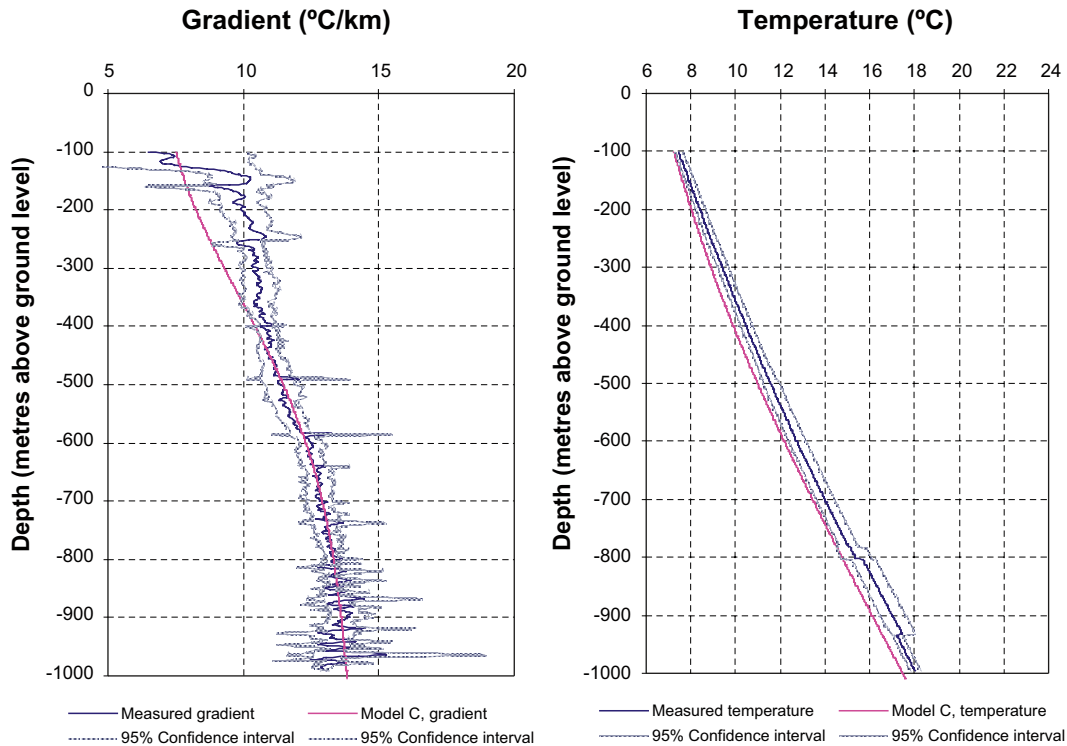 Gradient (ºC/km)
5 10 15 20
0
-100
-200
-300
-400
-500
-600
-700
-800
-900
-1000
Depth (metres above ground level)
Measured gradient
Model C, gradient
95% Confidence interval
95% Confidence interval
Temperature (ºC)
6 8 10 12 14 16 18 20 22 24
0
-100
-200
-300
-400
-500
-600
-700
-800
-900
-1000
Depth (metres above ground level)
Measured temperature
Model C, temperature
95% Confidence interval
95% Confidence interval